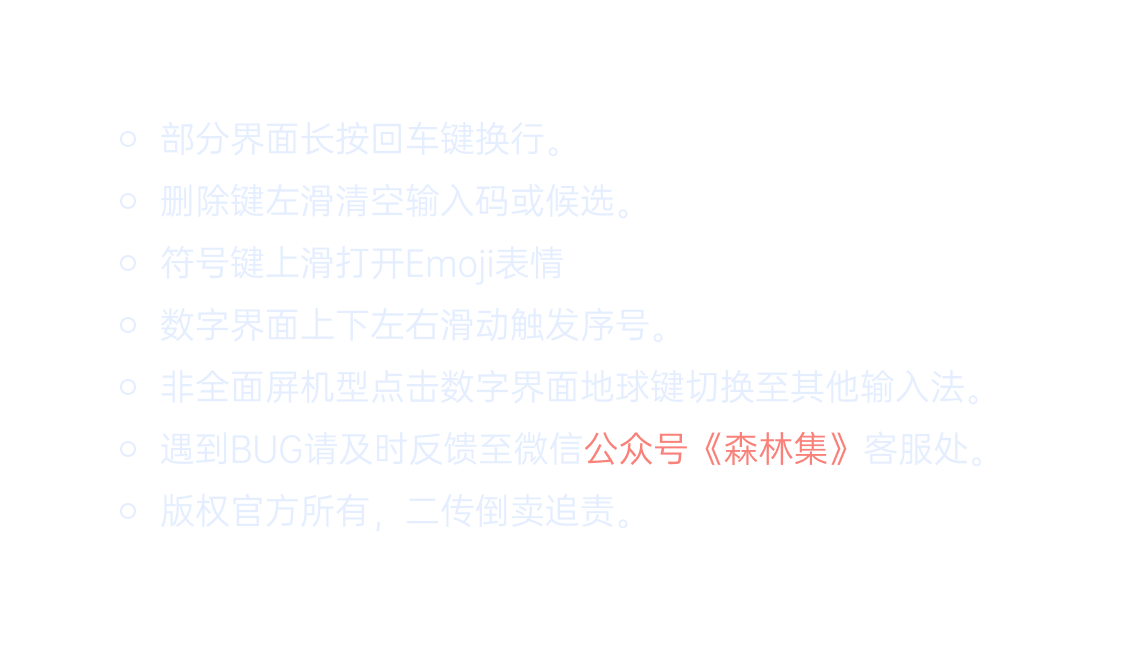 部分界面长按回车键换行。
删除键左滑清空输入码或候选。
符号键上滑打开Emoji表情
数字界面上下左右滑动触发序号。
非全面屏机型点击数字界面地球键切换至其他输入法。
遇到BUG请及时反馈至微信公众号《森林集》客服处。
版权官方所有，二传倒卖追责。